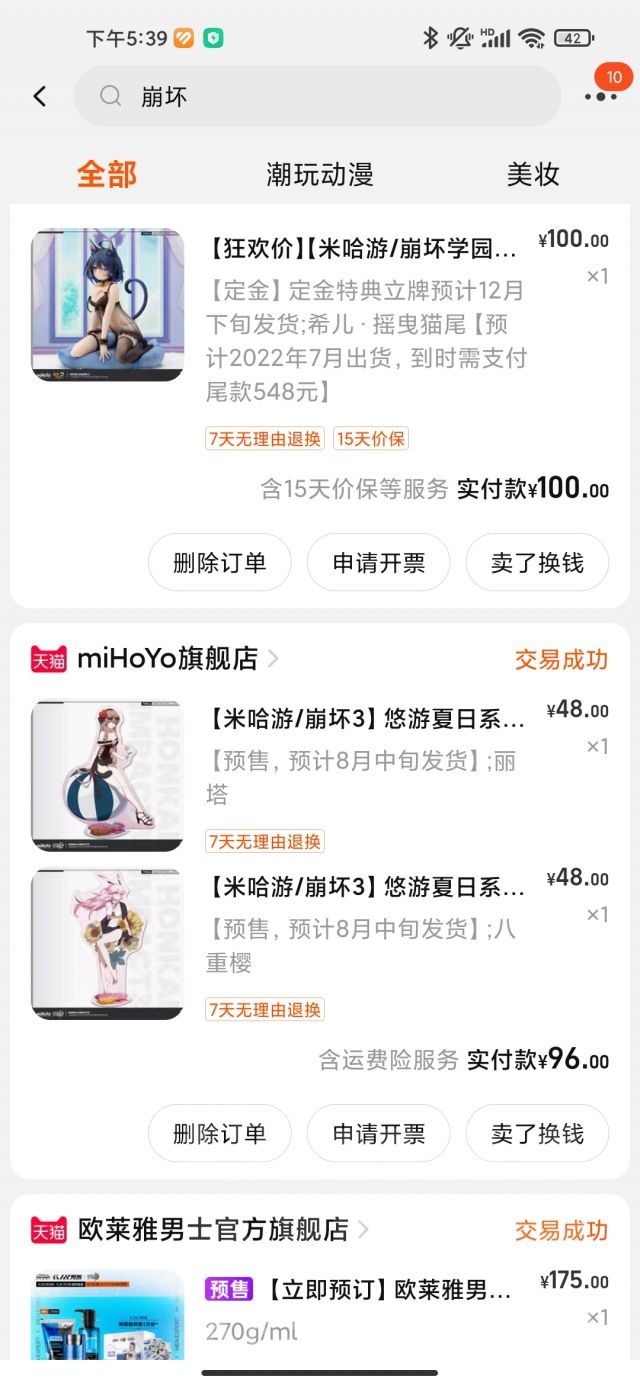 下午5:39
HD
42
崩坏
10
全部
潮玩动漫
美妆
【狂欢价】【米哈游/崩坏学园...
¥100.00
【定金】定金特典立牌预计12月
×1
下旬发货;希儿·摇曳猫尾【预
计2022年7月出货，到时需支付
尾款548元】
7天无理由退换
15天价保
含15天价保等服务 实付款¥100.00
删除订单
申请开票
卖了换钱
天猫 miHoYo旗舰店
交易成功
【米哈游/崩坏3】悠游夏日系...
¥48.00
【预售，预计8月中旬发货】;丽
×1
塔
7天无理由退换
【米哈游/崩坏3】悠游夏日系...
¥48.00
【预售，预计8月中旬发货】;八
×1
重樱
7天无理由退换
含运费险服务 实付款¥96.00
删除订单
申请开票
卖了换钱
天猫 欧莱雅男士官方旗舰店
交易成功
预售 【立即预订】欧莱雅男...
¥175.00
270g/ml
×1